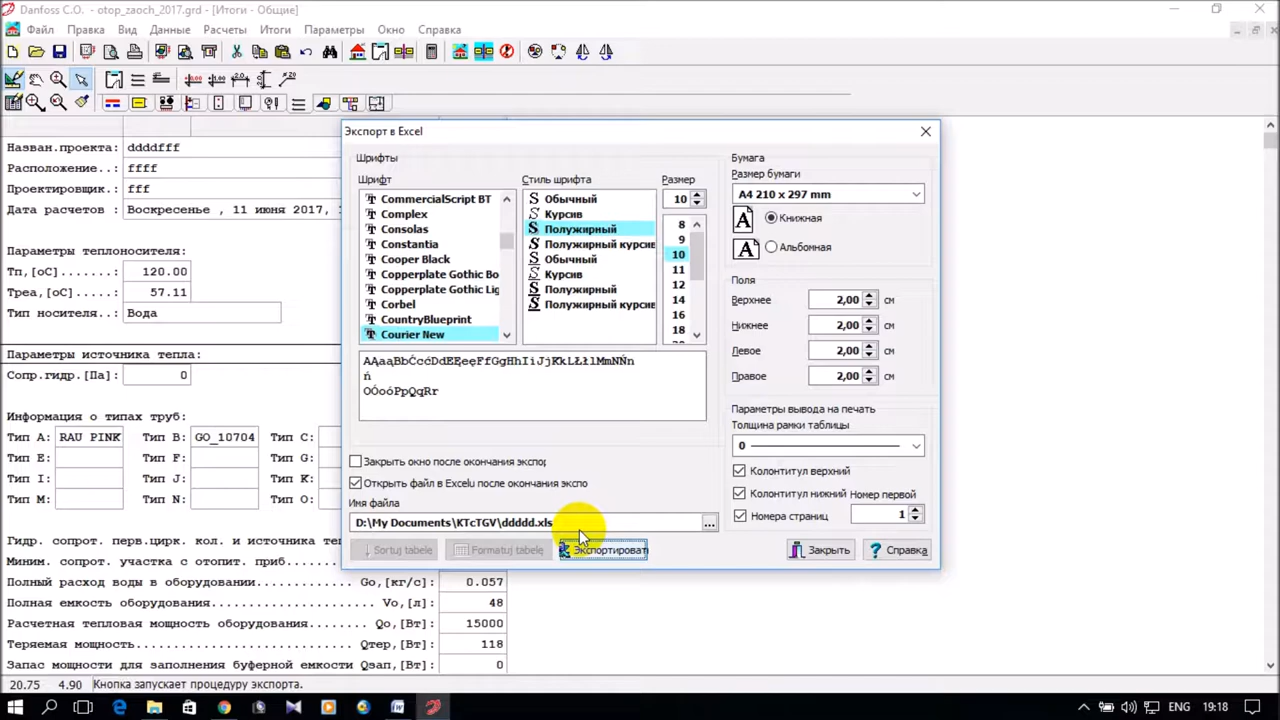 Danfoss C.O. - otop_zaoch_2017.grd - [Итоги - Общие]
Файл Правка Вид Данные Расчеты Итоги Параметры Окно Справка
Назван.проекта: ddddfff
Расположение..: ffff
Проектировщик.: fff
Дата расчетов : Воскресенье , 11 июня 2017, 1
Параметры теплоносителя:
Тп,[oC]: 120.00
Tреа,[oC]: 57.11
Тип носителя..: Вода
Параметры источника тепла:
Сопр.гидр.[Па]: 0
Информация о типах труб:
Тип A: RAU PINK Тип B: GO_10704 Тип C:
Тип E: Тип F: Тип G:
Тип I: Тип J: Тип K:
Тип M: Тип N: Тип O:
Гидр. сопрот. перв.цирк. кол. и источника
Миним. сопрот. участка с отопит. приб
Полный расход воды в оборудовании Go,[кг/с]: 0.057
Полная емкость оборудования Vo,[л]: 48
Расчетная тепловая мощность оборудования Qo,[Вт]: 15000
Теряемая мощность Qтер,[Вт]: 118
Запас мощности для заполнения буферной емкости Qзап,[Вт]: 0
20.75 4.90 Кнопка запускает процедуру экспорта.
Экспорт в Excel
Шрифты
Шрифт Стиль шрифта Размер
CommercialScript BT
Complex
Consolas
Constantia
Cooper Black
Copperplate Gothic Bo
Copperplate Gothic Lig
Corbel
CountryBlueprint
Courier New
Обычный
Курсив
Полужирный
Полужирный курсив
Обычный
Курсив
Полужирный
Полужирный курсив
10
8
9
10
11
12
14
16
18
AĄaąBbĆcćDdEĘeęFfGgHhIiJjKkLŁłlMmNŃn
ń
OÓoóPpQqRr
Закрыть окно после окончания экспор
Открыть файл в Excelu после окончания экспо
Имя файла
D:\My Documents\KTcTGV\ddddd.xls ...
Sortuj tabelę Formatuj tabelę Экспортироват Закрыть Справка
Бумага
Размер бумаги
A4 210 x 297 mm
Книжная
Альбомная
Поля
Верхнее 2,00 см
Нижнее 2,00 см
Левое 2,00 см
Правое 2,00 см
Параметры вывода на печать
Толщина рамки таблицы
0
Колонтитул верхний
Колонтитул нижний Номер первой
Номера страниц 1
ENG 19:18